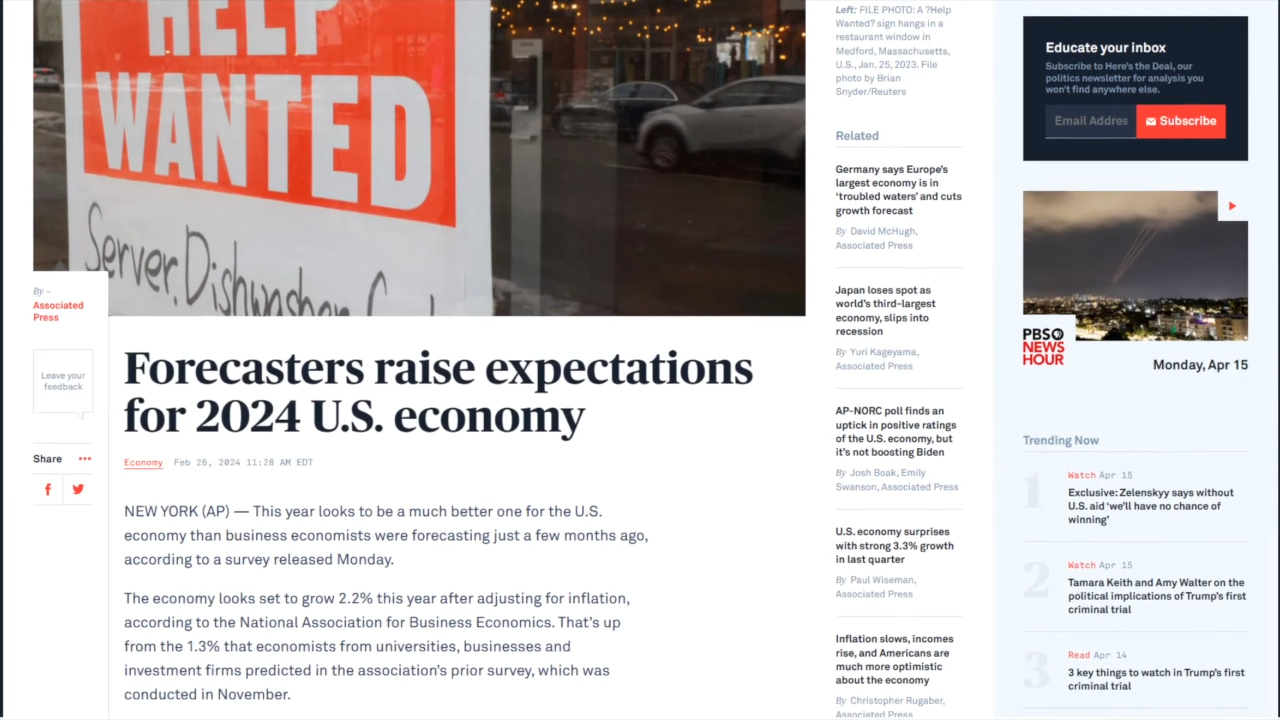 HELP
WANTED
Server, Dishwasher,
By —
Associated
Press
Leave your
feedback
Share
Forecasters raise expectations
for 2024 U.S. economy
Economy Feb 26, 2024 11:28 AM EDT
NEW YORK (AP) — This year looks to be a much better one for the U.S.
economy than business economists were forecasting just a few months ago,
according to a survey released Monday.
The economy looks set to grow 2.2% this year after adjusting for inflation,
according to the National Association for Business Economics. That's up
from the 1.3% that economists from universities, businesses and
investment firms predicted in the association's prior survey, which was
conducted in November.
Left: FILE PHOTO: A ?Help
Wanted? sign hangs in a
restaurant window in
Medford, Massachusetts,
U.S., Jan. 25, 2023. File
photo by Brian
Snyder/Reuters
Related
Germany says Europe's
largest economy is in
'troubled waters' and cuts
growth forecast
By David McHugh,
Associated Press
Japan loses spot as
world's third-largest
economy, slips into
recession
By Yuri Kageyama,
Associated Press
AP-NORC poll finds an
uptick in positive ratings
of the U.S. economy, but
it's not boosting Biden
By Josh Boak, Emily
Swanson, Associated Press
U.S. economy surprises
with strong 3.3% growth
in last quarter
By Paul Wiseman,
Associated Press
Inflation slows, incomes
rise, and Americans are
much more optimistic
about the economy
By Christopher Rugaber,
Associated Press
Educate your inbox
Subscribe to Here's the Deal, our
politics newsletter for analysis you
won't find anywhere else.
Email Addres Subscribe
PBS
NEWS
HOUR
Monday, Apr 15
Trending Now
1
Watch Apr 15
Exclusive: Zelenskyy says without
U.S. aid 'we'll have no chance of
winning'
2
Watch Apr 15
Tamara Keith and Amy Walter on the
political implications of Trump's first
criminal trial
3
Read Apr 14
3 key things to watch in Trump's first
criminal trial